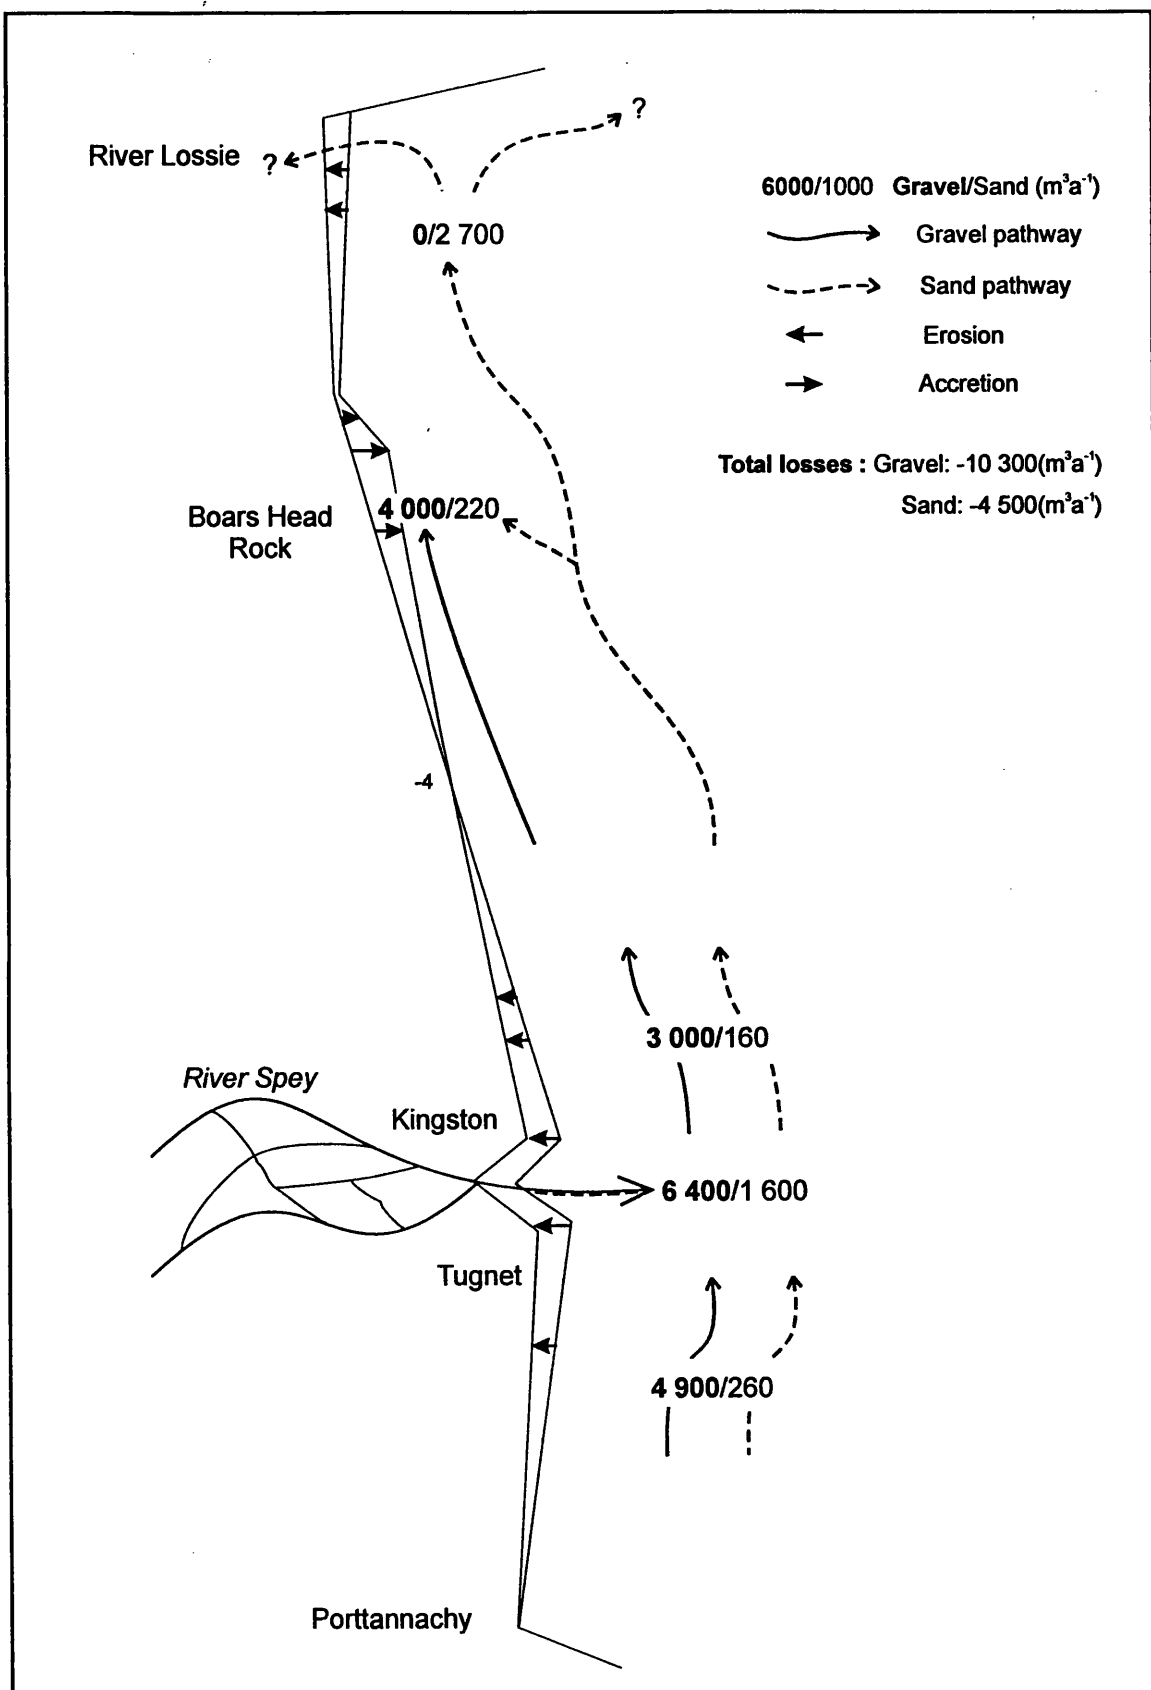 ?
River Lossie ?
6000/1000 Gravel/Sand (m³a⁻¹)
0/2 700
Gravel pathway
Sand pathway
Erosion
Accretion
Total losses : Gravel: -10 300(m³a⁻¹)
Sand: -4 500(m³a⁻¹)
4 000/220
Boars Head
Rock
-4
3 000/160
River Spey
Kingston
6 400/1 600
Tugnet
4 900/260
Porttannachy